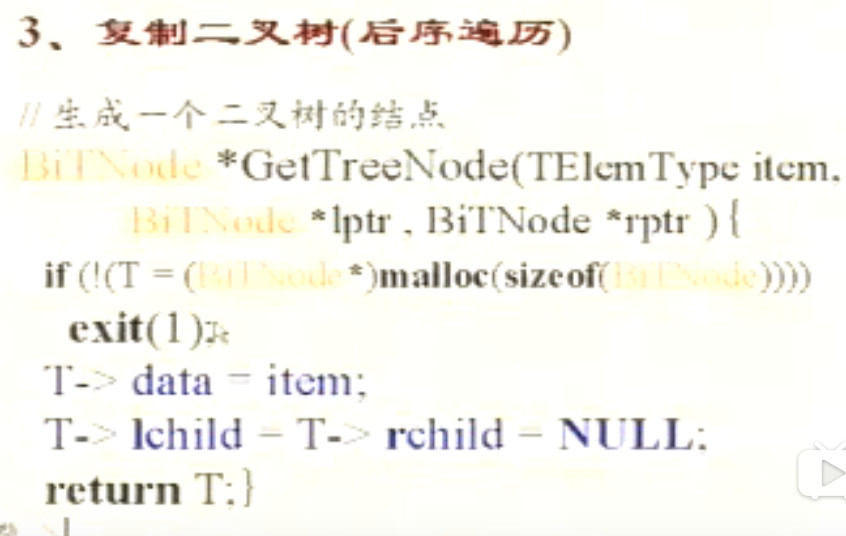 3、复制二叉树(后序遍历)
//生成一个二叉树的结点
BiTNode *GetTreeNode(TElemType item,
BiTNode *lptr , BiTNode *rptr ){
if (!(T = (BiTNode*)malloc(sizeof(BiTNode))))
exit(1);
T-> data = item;
T-> lchild = T-> rchild = NULL;
return T;}